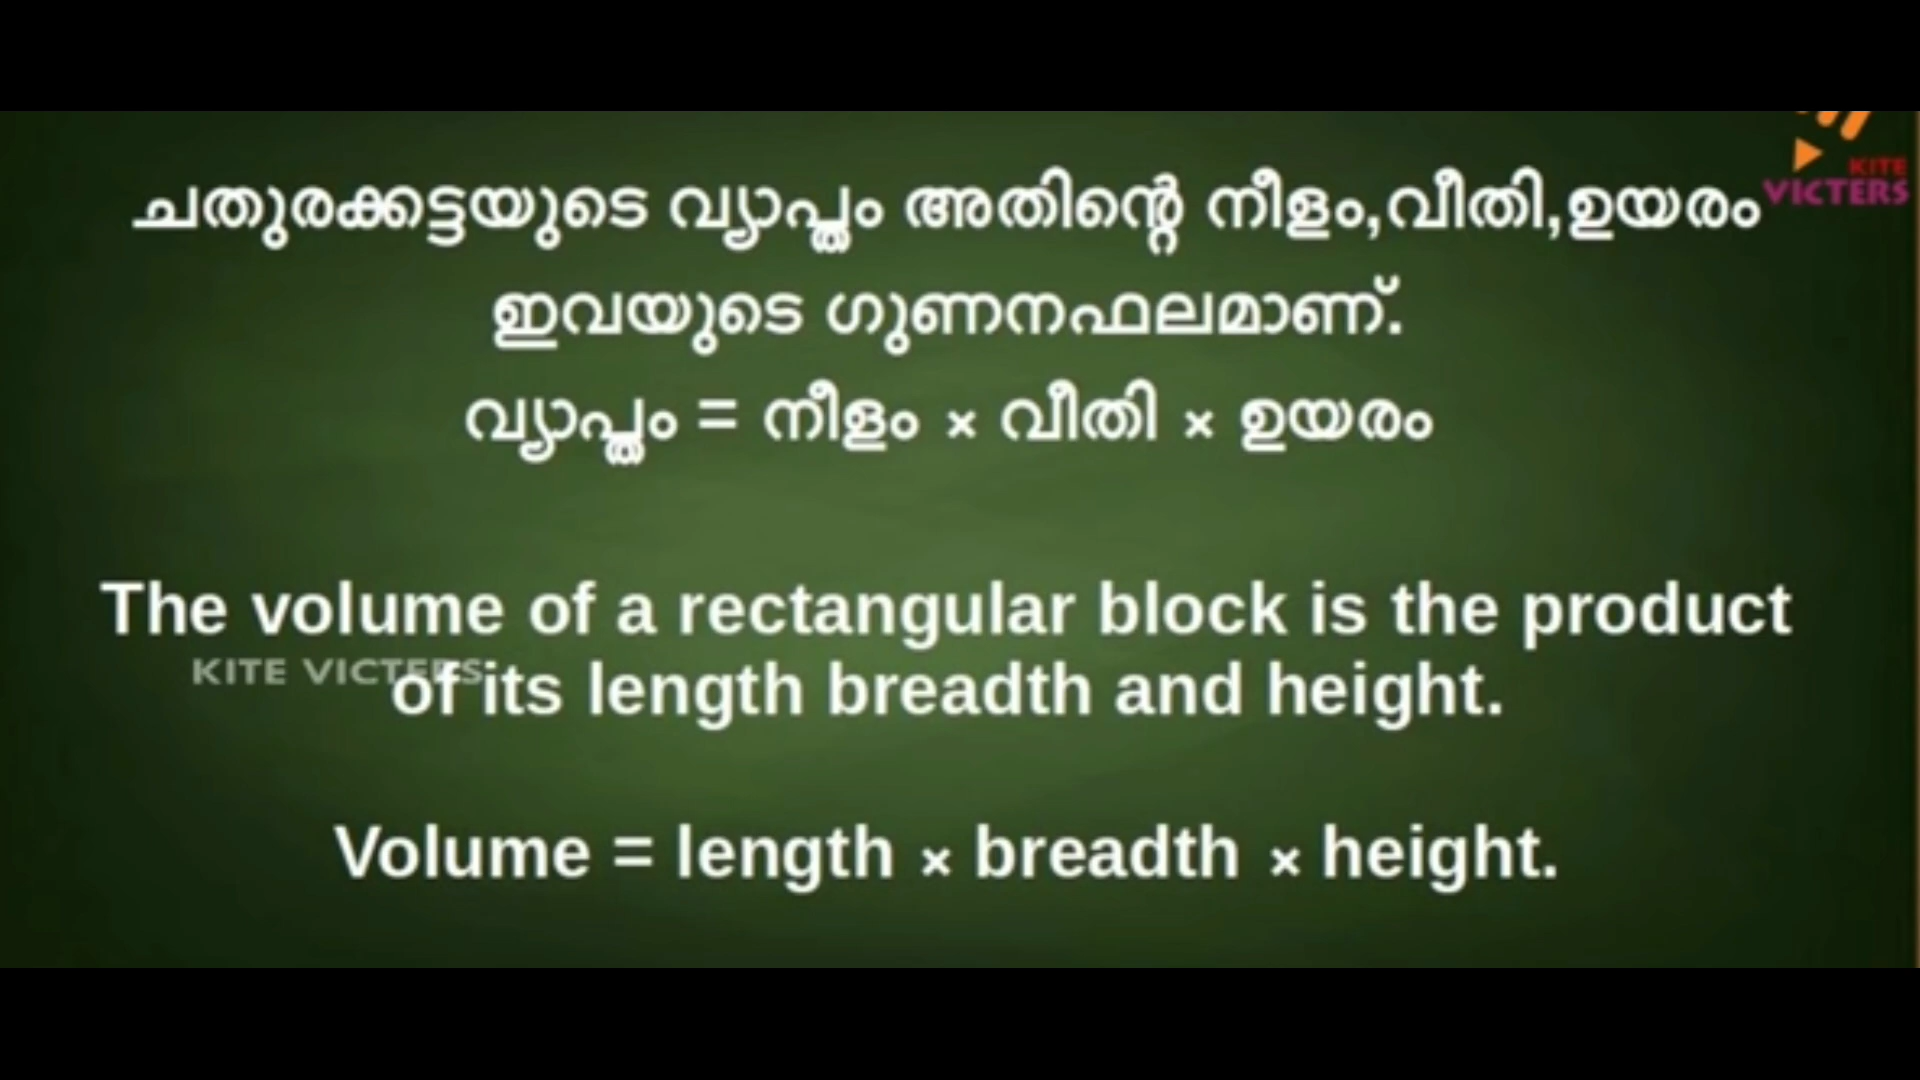 ചതുരക്കട്ടയുടെ വ്യാപ്തം അതിന്റെ നീളം,വീതി,ഉയരം
ഇവയുടെ ഗുണനഫലമാണ്.
വ്യാപ്തം = നീളം × വീതി × ഉയരം
The volume of a rectangular block is the product
of its length breadth and height.
Volume = length × breadth × height.
KITE
VICTERS
KITE VICTERS